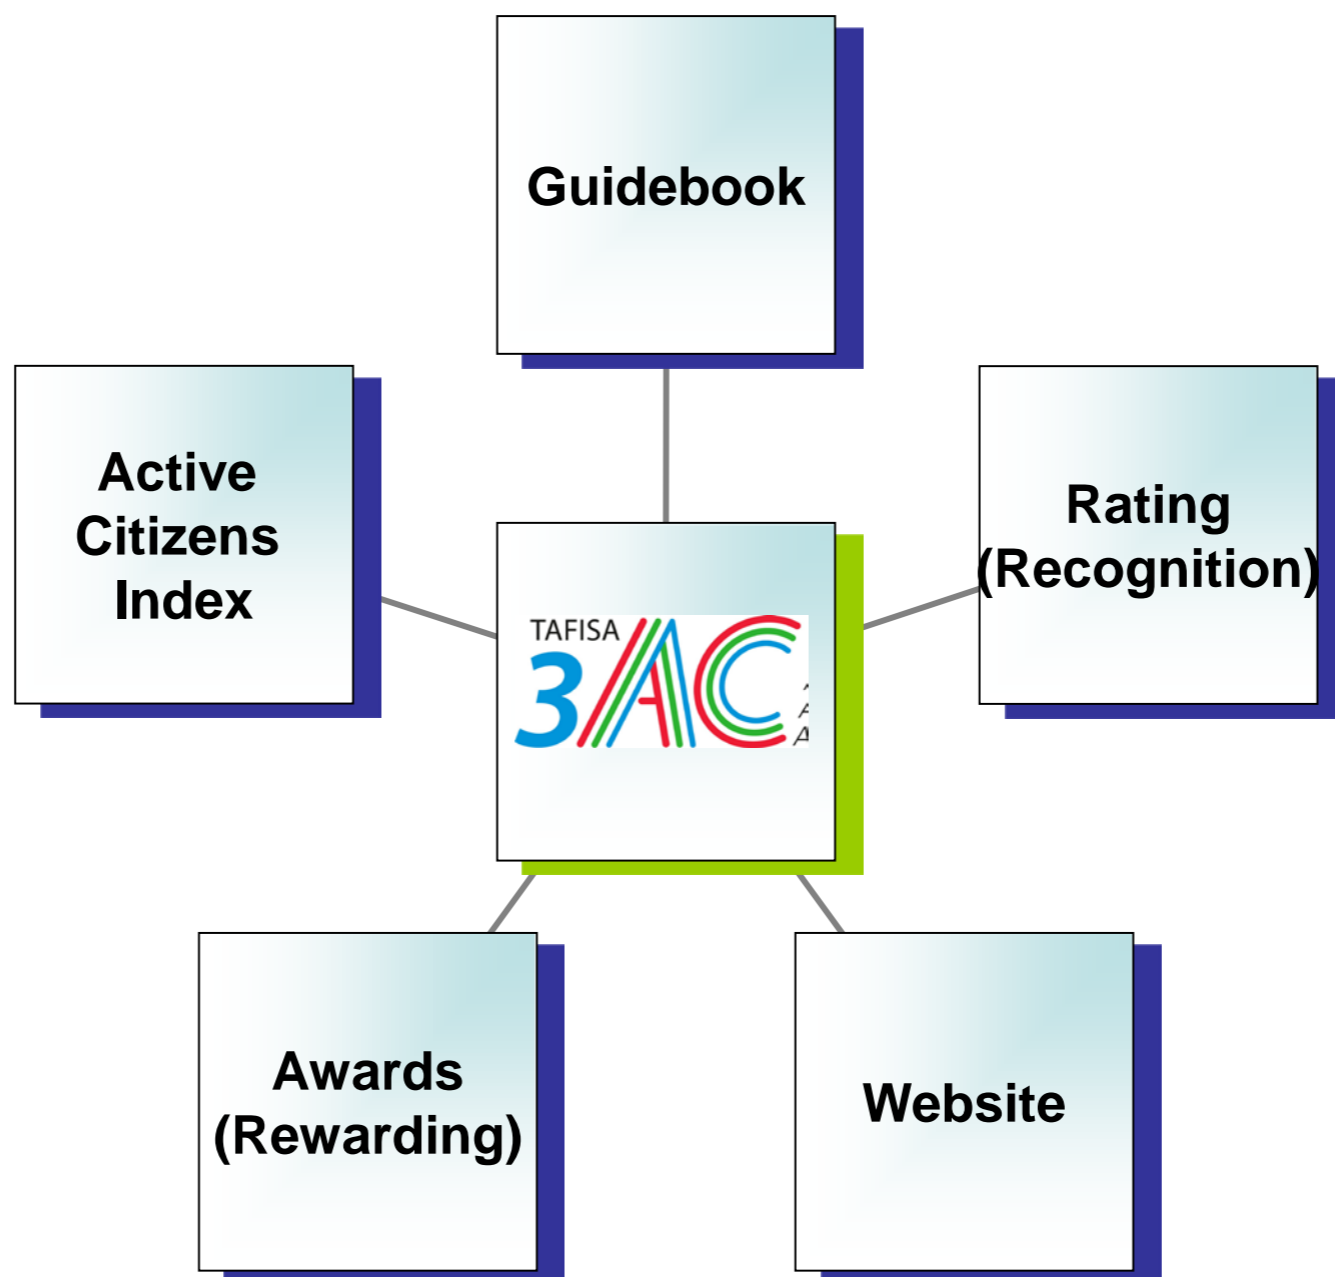 Guidebook
Active
Citizens
Index
Rating
(Recognition)
TAFISA
3AC
Awards
(Rewarding)
Website